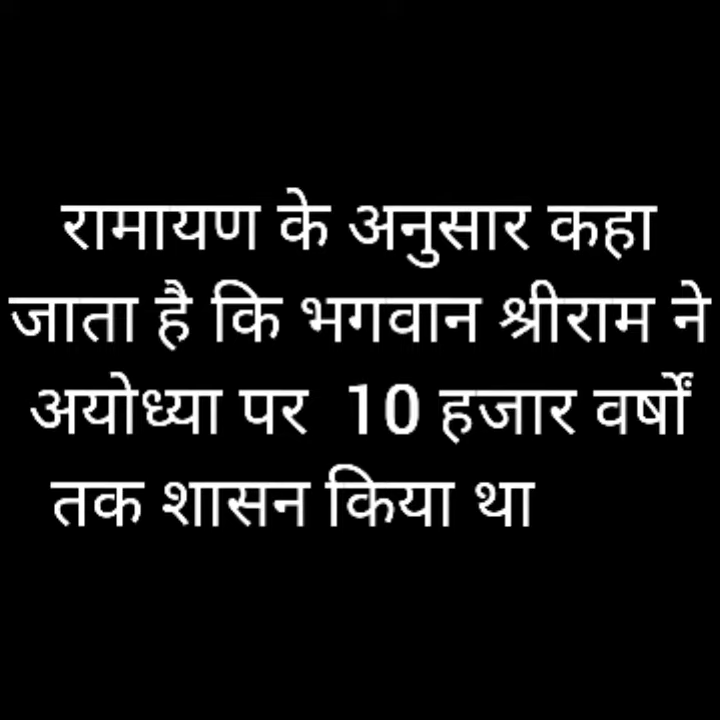 रामायण के अनुसार कहा
जाता है कि भगवान श्रीराम ने
अयोध्या पर 10 हजार वर्षों
तक शासन किया था